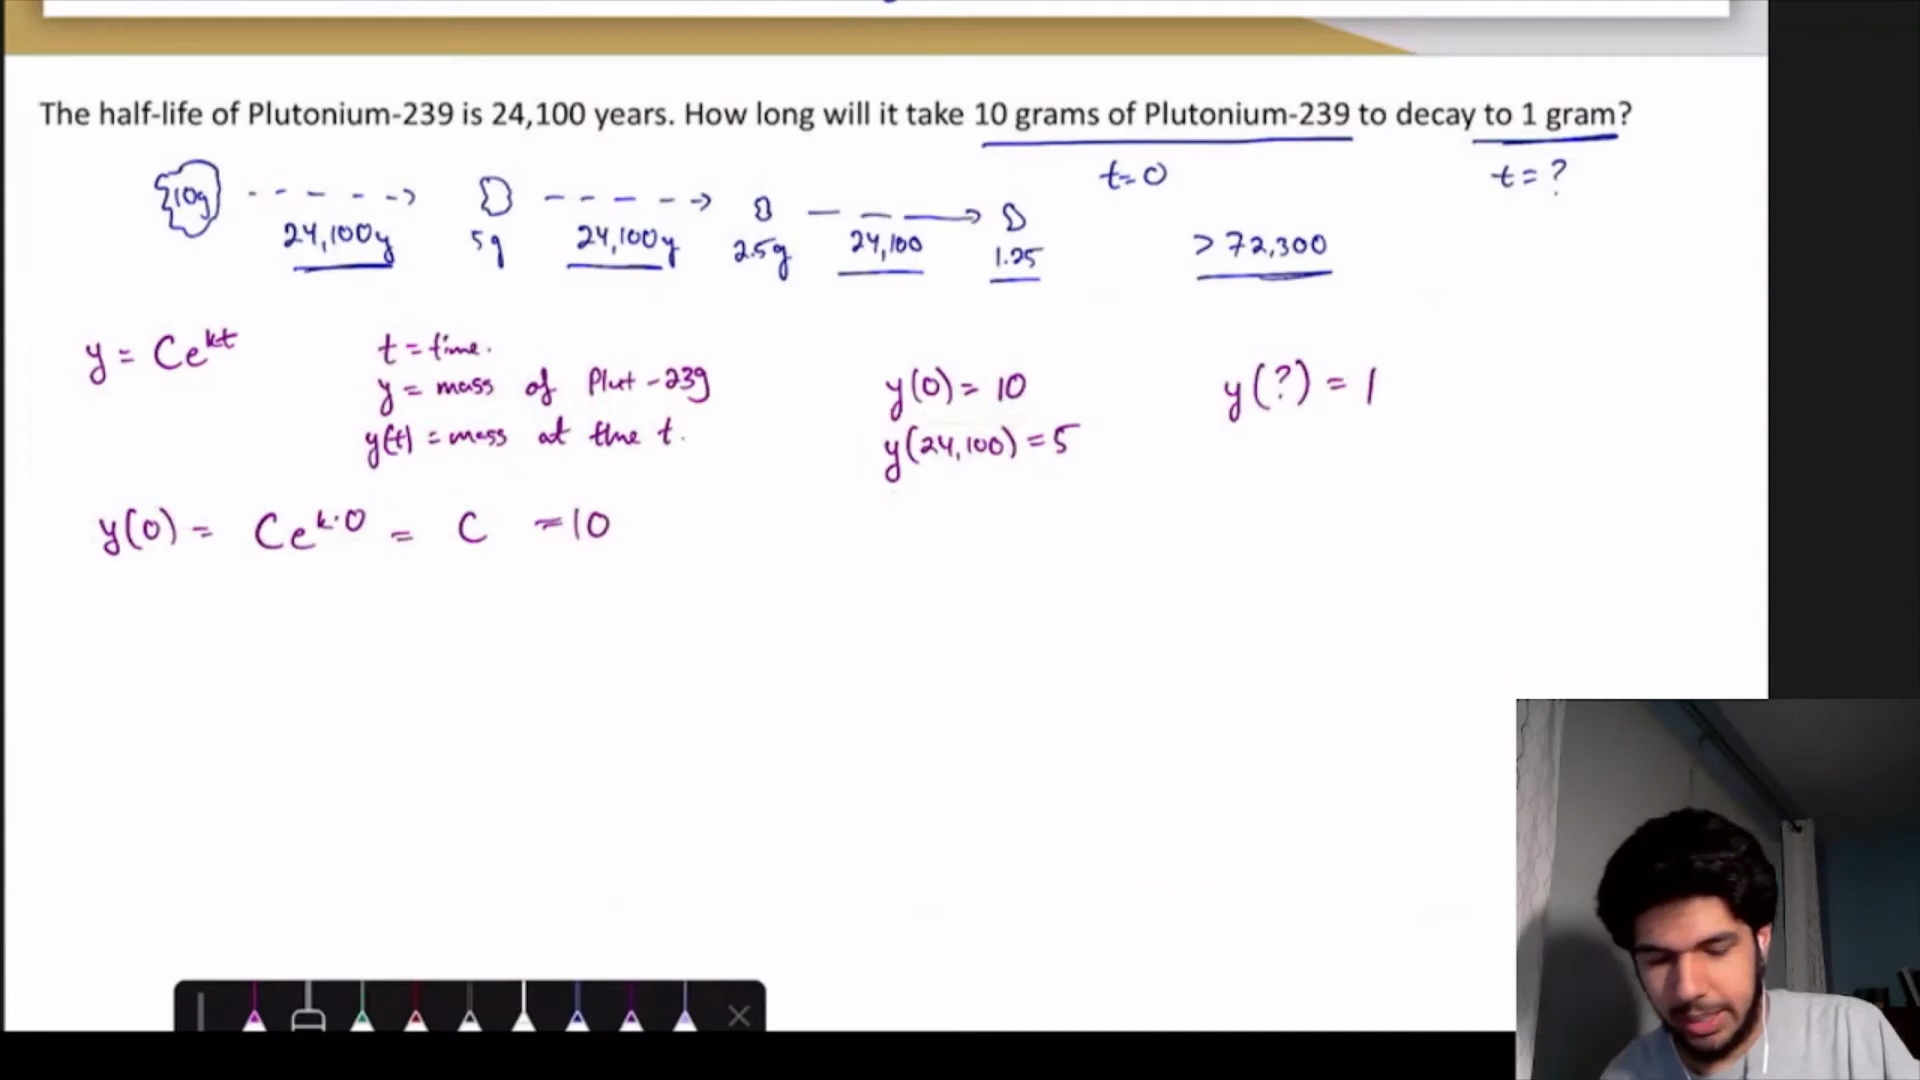 The half-life of Plutonium-239 is 24,100 years. How long will it take 10 grams of Plutonium-239 to decay to 1 gram?
t=0 t=?
10g 24,100y 5g 24,100y 2.5g 24,100 1.25 > 72,300
y = Ce^kt
t = time.
y = mass of Plut-239
y(t) = mass at time t.
y(0) = 10
y(24,100) = 5
y(?) = 1
y(0) = Ce^k·0 = C = 10